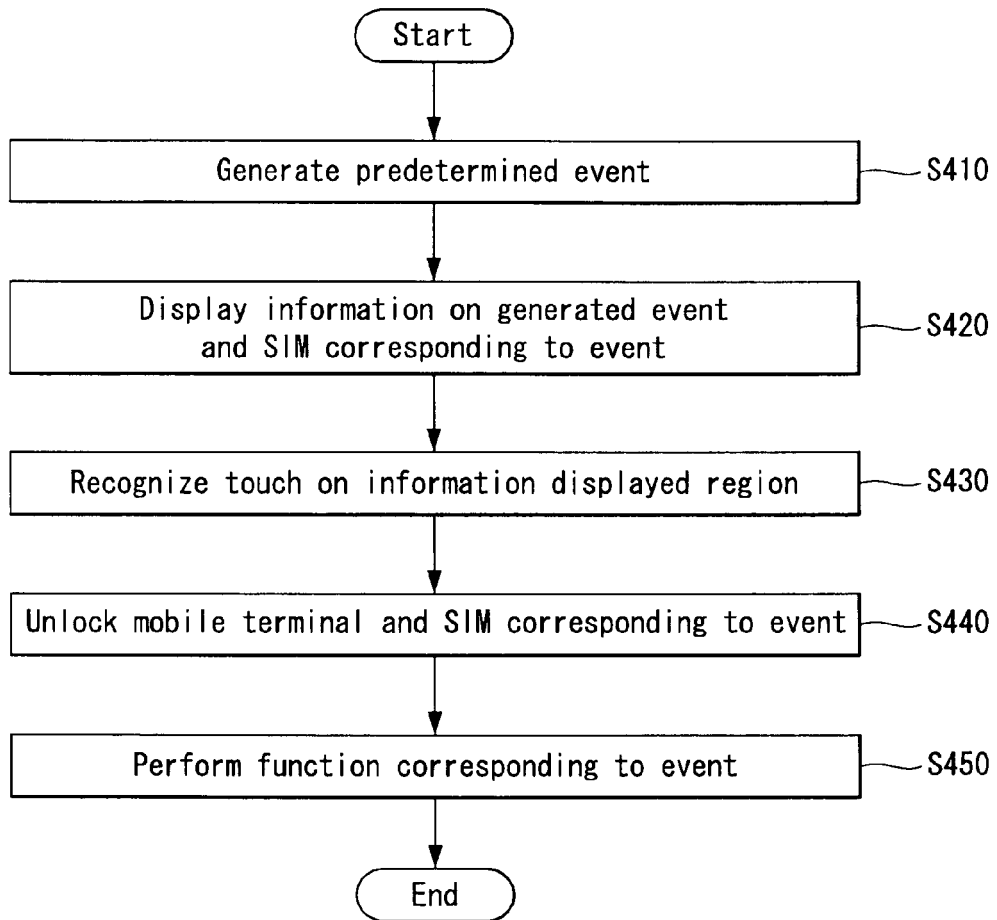 Start
Generate predetermined event
S410
Display information on generated event
and SIM corresponding to event
S420
Recognize touch on information displayed region
S430
Unlock mobile terminal and SIM corresponding to event
S440
Perform function corresponding to event
S450
End